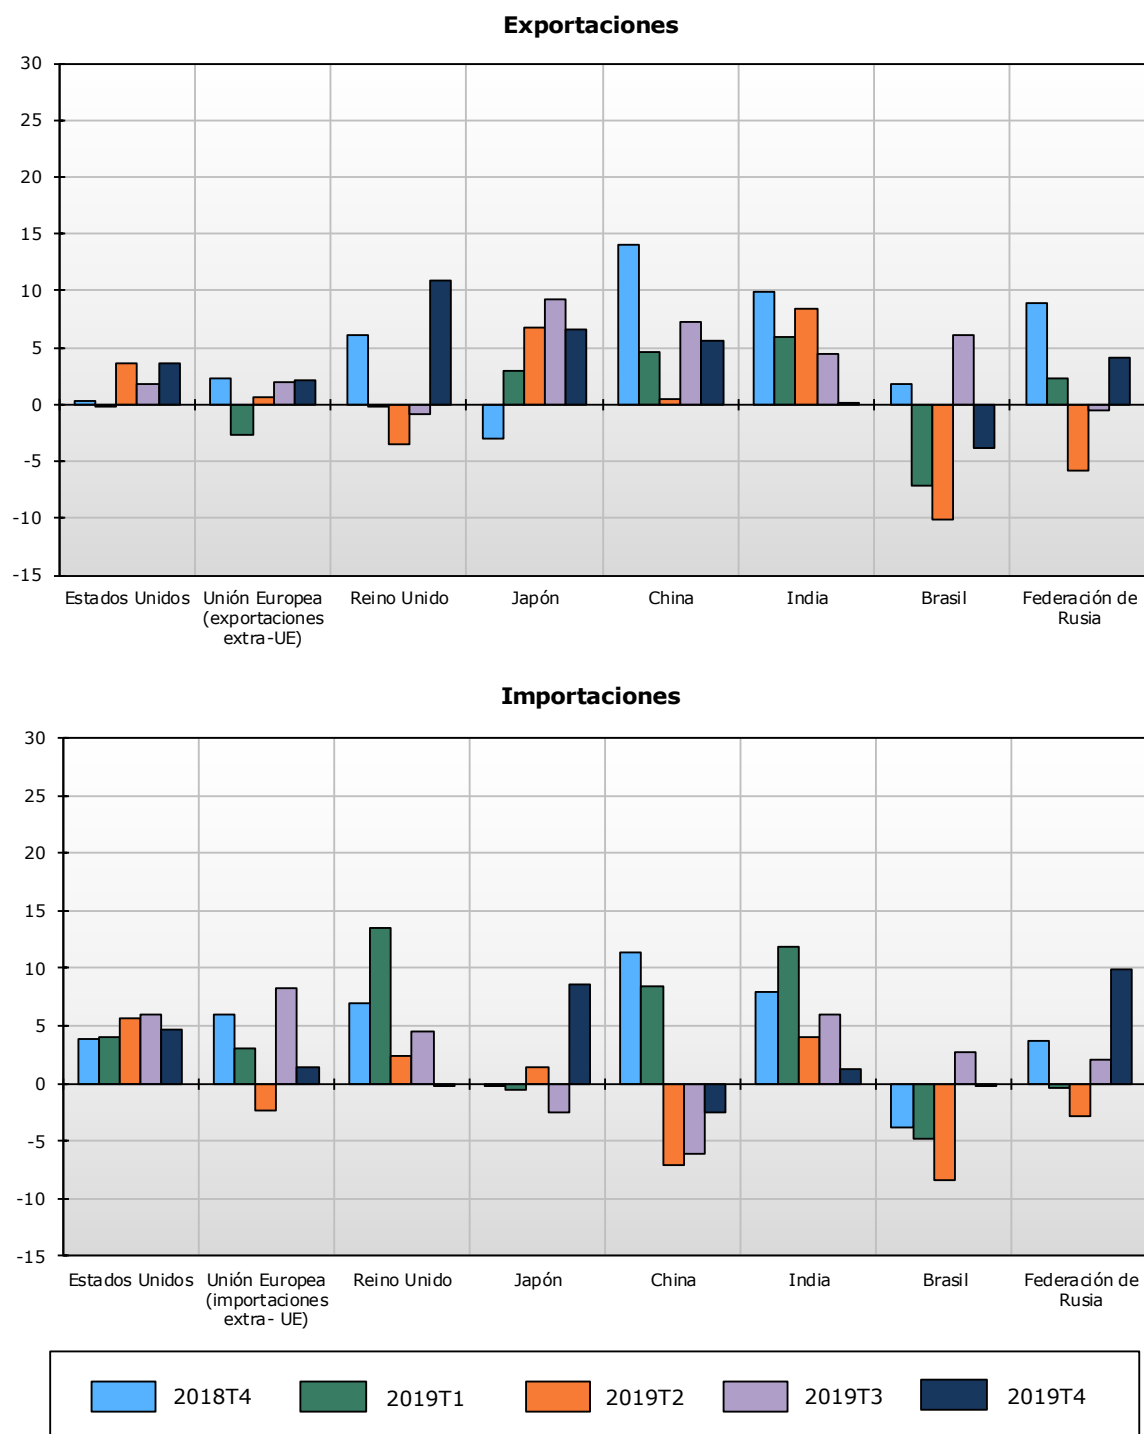 Exportaciones
30
25
20
15
10
5
0
-5
-10
-15
Estados Unidos
Unión Europea
(exportaciones
extra-UE)
Reino Unido
Japón
China
India
Brasil
Federación de
Rusia
Importaciones
30
25
20
15
10
5
0
-5
-10
-15
Estados Unidos
Unión Europea
(importaciones
extra- UE)
Reino Unido
Japón
China
India
Brasil
Federación de
Rusia
2018T4
2019T1
2019T2
2019T3
2019T4